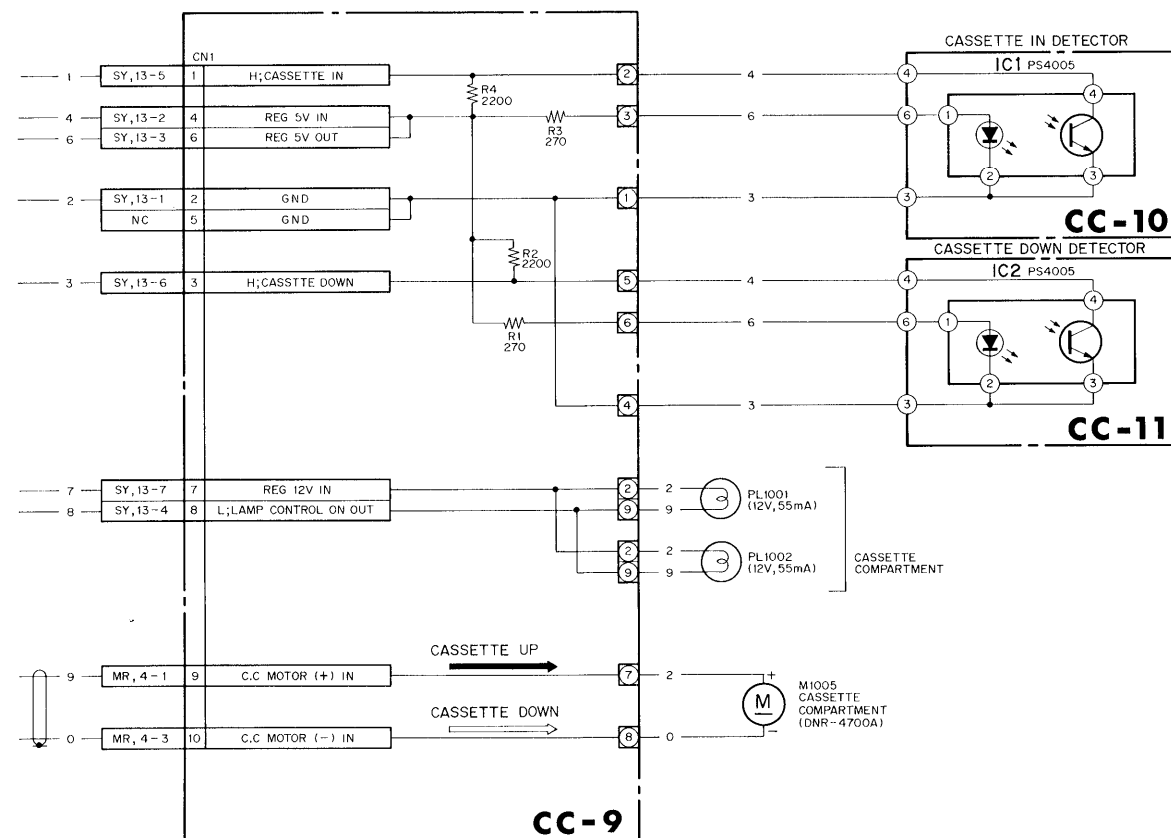 CASSETTE IN DETECTOR
CN1
IC1 PS4005
1 SY,13-5 1 H;CASSETTE IN 2 4 4 4
R4
2200
4 SY,13-2 4 REG 5V IN 3 6 6 1
6 SY,13-3 6 REG 5V OUT
R3
270
2 3
2 SY,13-1 2 GND 1 3 3
NC 5 GND
CC-10
CASSETTE DOWN DETECTOR
R2
2200
IC2 PS4005
3 SY,13-6 3 H;CASSTTE DOWN 5 4 4 4
6 6 6 1
R1
270
2 3
4 3 3
CC-11
7 SY,13-7 7 REG 12V IN 2 2
8 SY,13-4 8 L;LAMP CONTROL ON OUT 9 9
PL1001
(12V,55mA)
2 2
9 9
PL1002
(12V,55mA)
CASSETTE
COMPARTMENT
CASSETTE UP
9 MR,4-1 9 C.C MOTOR (+) IN 7 2 +
M
M1005
CASSETTE
COMPARTMENT
(DNR-4700A)
CASSETTE DOWN
0 MR,4-3 10 C.C MOTOR (-) IN 8 0 -
CC-9